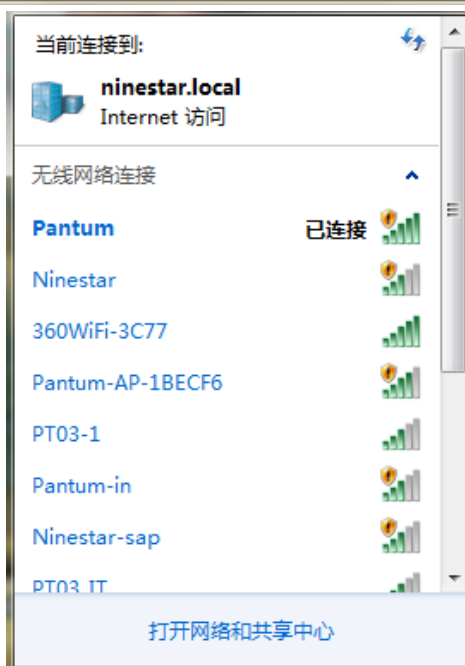 当前连接到:
ninestar.local
Internet 访问
无线网络连接
Pantum 已连接
Ninestar
360WiFi-3C77
Pantum-AP-1BECF6
PT03-1
Pantum-in
Ninestar-sap
PT03_IT
打开网络和共享中心